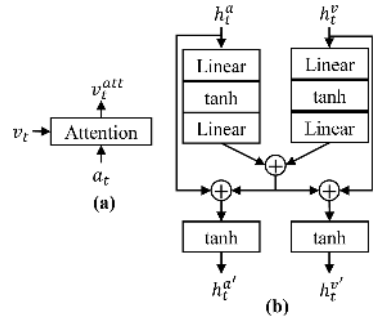 h_t^a h_t^v
Linear Linear
tanh tanh
Linear Linear
v_t^{att}
v_t Attention
a_t
(a)
+
+ +
tanh tanh
h_t^{a'} h_t^{v'}
(b)